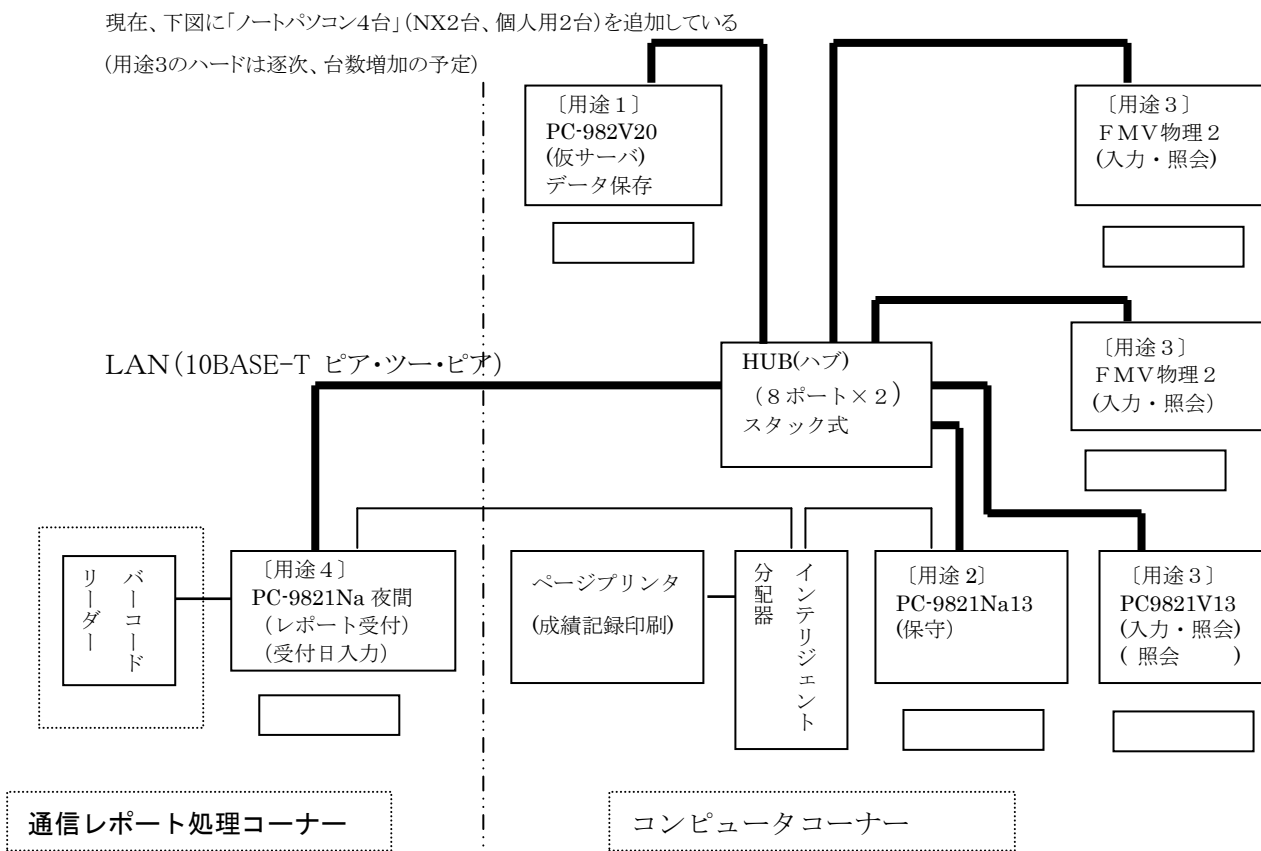 現在、下図に「ノートパソコン4台」(NX2台、個人用2台)を追加している
(用途3のハードは逐次、台数増加の予定)
〔用途１〕
PC-982V20
(仮サーバ)
データ保存
〔用途３〕
ＦＭＶ物理２
(入力・照会)
LAN(10BASE-T ピア・ツー・ピア)
HUB(ハブ)
（８ポート×２）
スタック式
〔用途３〕
ＦＭＶ物理２
(入力・照会）
バーコード
リーダー
〔用途４〕
PC-9821Na 夜間
（レポート受付）
（受付日入力）
ページプリンタ
(成績記録印刷)
インテリジェント
分配器
〔用途 2〕
PC-9821Na13
(保守）
〔用途３〕
PC9821V13
(入力・照会)
( 照会　　)
通信レポート処理コーナー
コンピュータコーナー